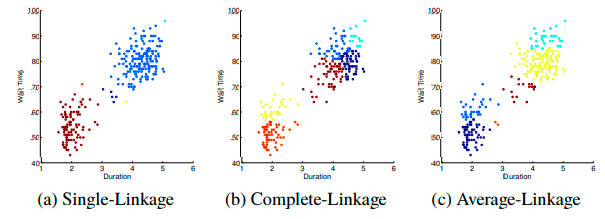 100
90
80
70
60
50
40
Wait Time
1 2 3 4 5 6
Duration
(a) Single-Linkage
100
90
80
70
60
50
40
Wait Time
1 2 3 4 5 6
Duration
(b) Complete-Linkage
100
90
80
70
60
50
40
Wait Time
1 2 3 4 5 6
Duration
(c) Average-Linkage